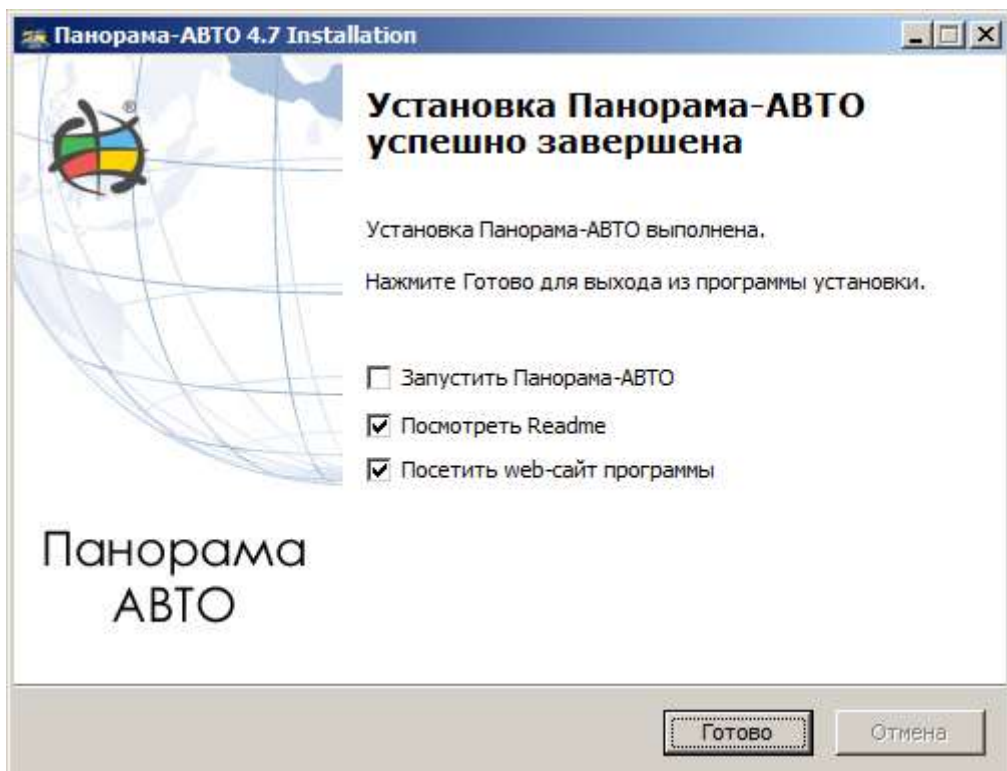 Панорама-АВТО 4.7 Installation
Установка Панорама-АВТО
успешно завершена
Установка Панорама-АВТО выполнена.
Нажмите Готово для выхода из программы установки.
Запустить Панорама-АВТО
Посмотреть Readme
Посетить web-сайт программы
Панорама
АВТО
Готово
Отмена